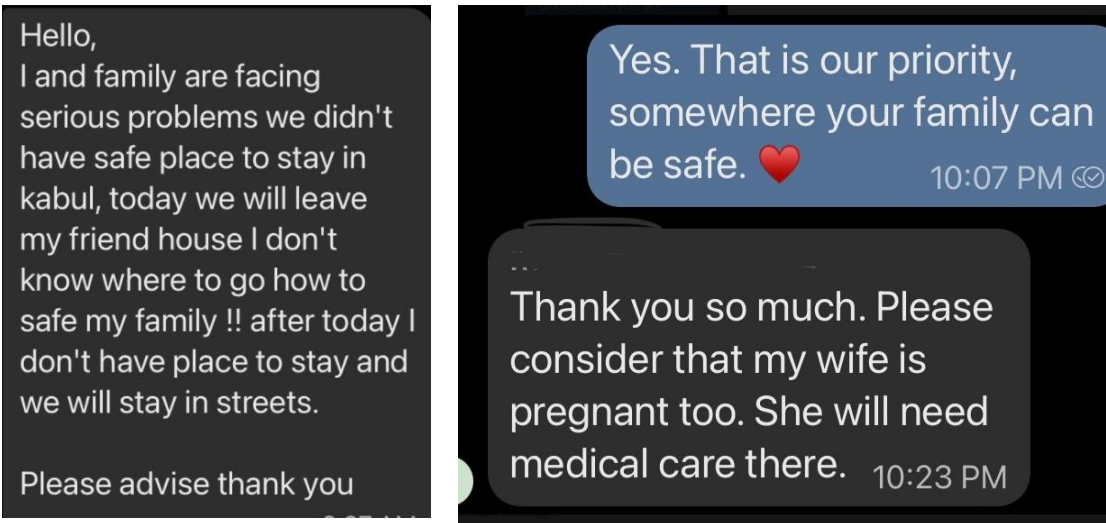 Hello,
I and family are facing
serious problems we didn't
have safe place to stay in
kabul, today we will leave
my friend house I don't
know where to go how to
safe my family !! after today I
don't have place to stay and
we will stay in streets.
Please advise thank you
Yes. That is our priority,
somewhere your family can
be safe. ♥️
10:07 PM
Thank you so much. Please
consider that my wife is
pregnant too. She will need
medical care there. 10:23 PM